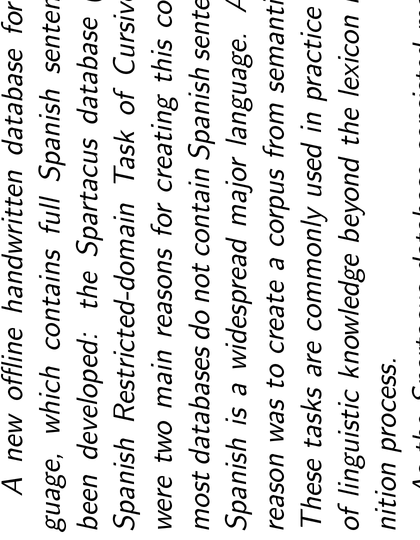 A new offline handwritten database for
guage, which contains full Spanish senten
been developed: the Spartacus database (
Spanish Restricted-domain Task of Cursiv
were two main reasons for creating this co
most databases do not contain Spanish sente
Spanish is a widespread major language. A
reason was to create a corpus from semanti
These tasks are commonly used in practice
of linguistic knowledge beyond the lexicon
nition process.